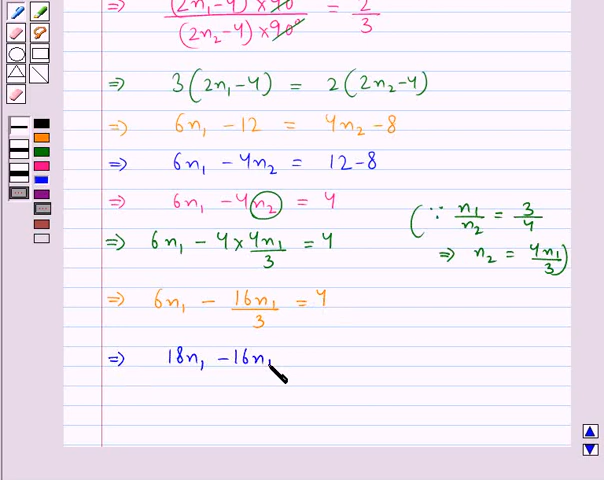 ⇒ (2n₁-4) × 90° / (2n₂-4) × 90° = 2/3
⇒ 3(2n₁-4) = 2(2n₂-4)
⇒ 6n₁ - 12 = 4n₂ - 8
⇒ 6n₁ - 4n₂ = 12 - 8
⇒ 6n₁ - 4n₂ = 4
(∵ n₁/n₂ = 3/4
⇒ n₂ = 4n₁/3)
⇒ 6n₁ - 4 × 4n₁/3 = 4
⇒ 6n₁ - 16n₁/3 = 4
⇒ 18n₁ - 16n₁